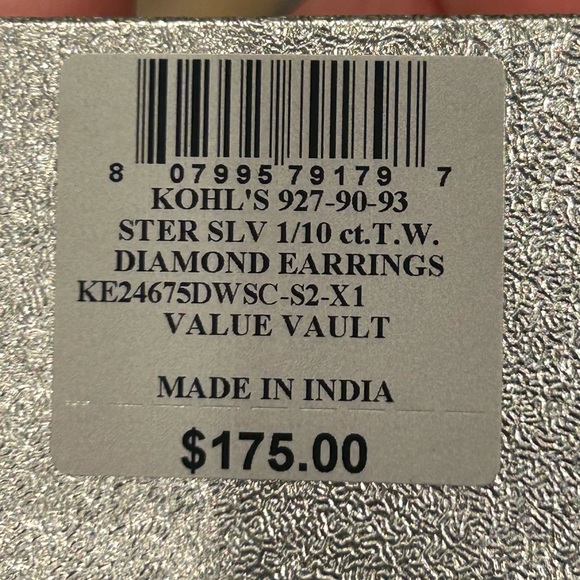 8 07995 79179 7
KOHL'S 927-90-93
STER SLV 1/10 ct.T.W.
DIAMOND EARRINGS
KE24675DWSC-S2-X1
VALUE VAULT
MADE IN INDIA
$175.00